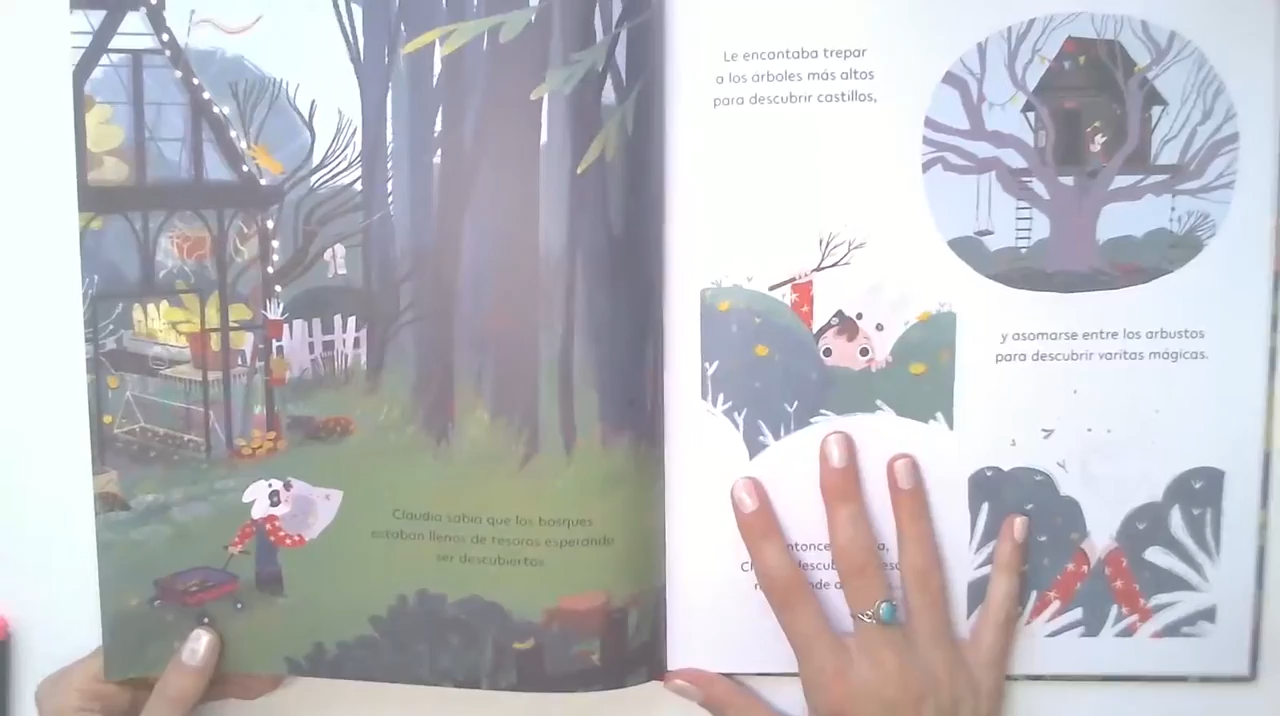 Claudia sabía que los bosques
estaban llenos de tesoros esperando
ser descubiertos.
Le encantaba trepar
a los árboles más altos
para descubrir castillos,
y asomarse entre los arbustos
para descubrir varitas mágicas.